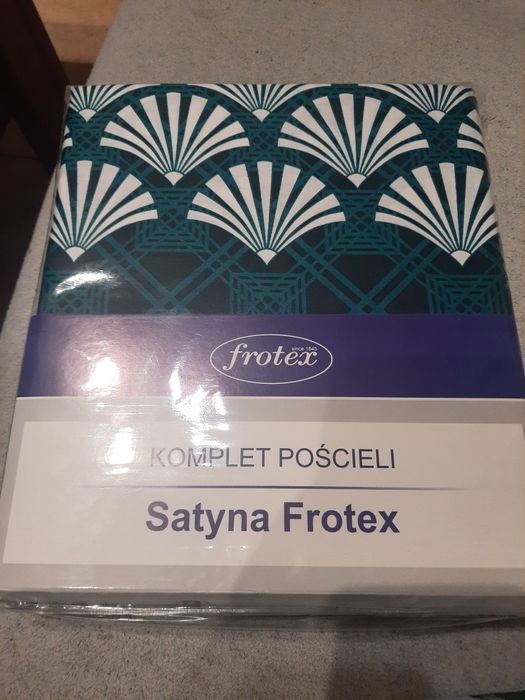 since 1845
frotex
KOMPLET POŚCIELI
Satyna Frotex